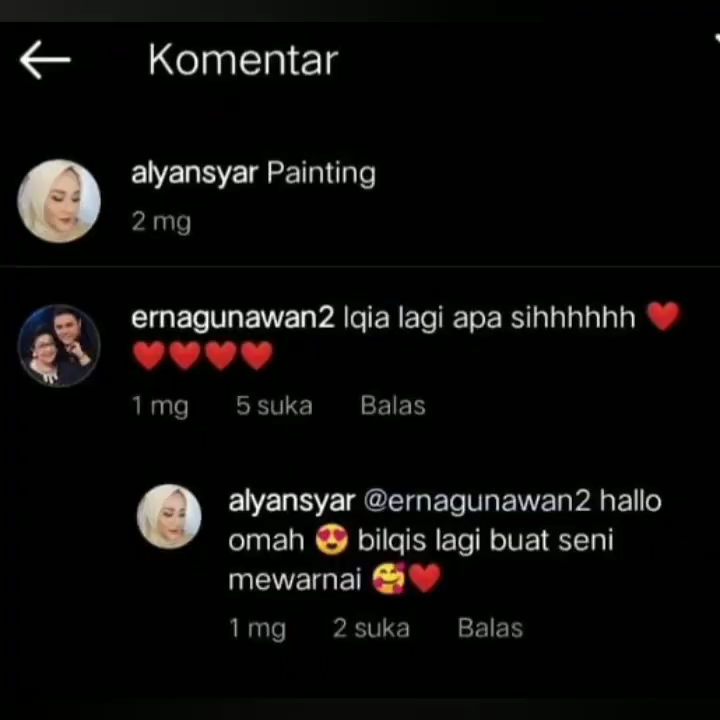 Komentar
alyansyar Painting
2 mg
ernagunawan2 Iqia lagi apa sihhhhhh ❤️
❤️❤️❤️❤️
1 mg 5 suka Balas
alyansyar @ernagunawan2 hallo
omah 😍 bilqis lagi buat seni
mewarnai 🥰❤️
1 mg 2 suka Balas